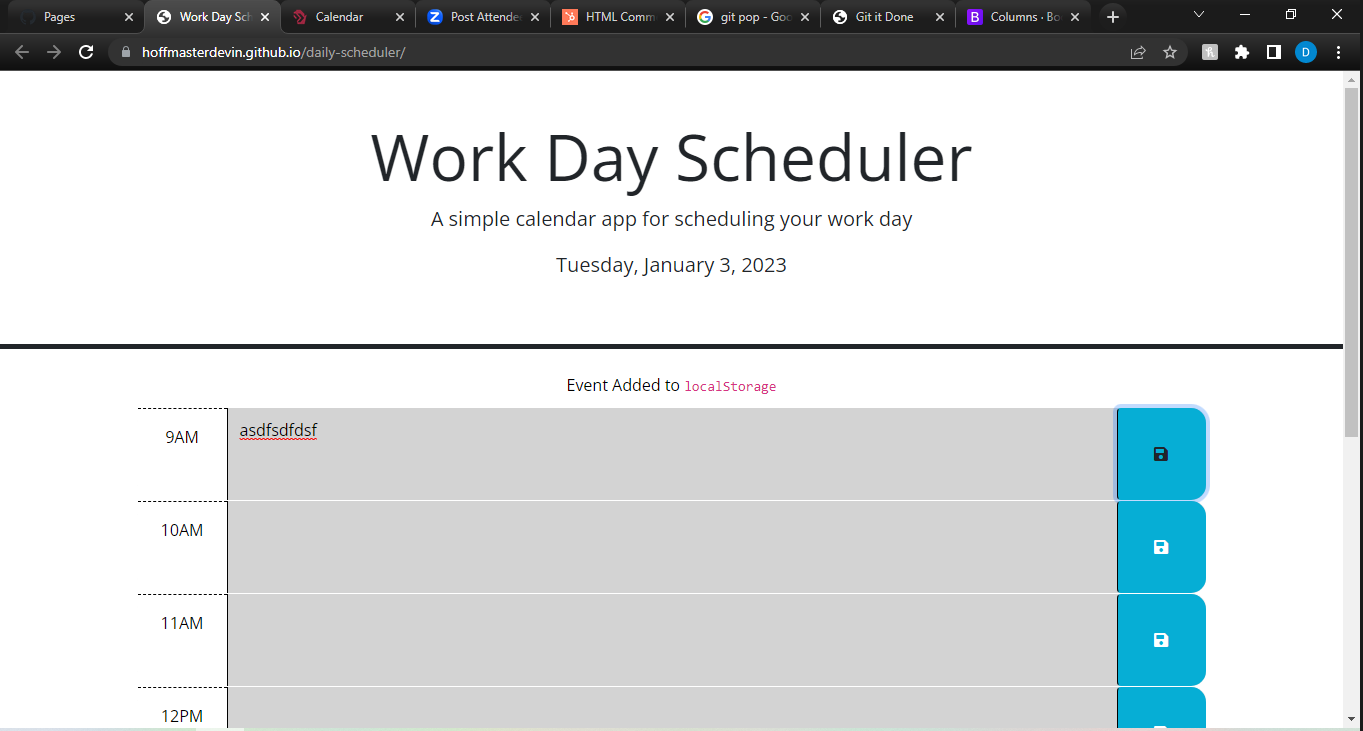 Pages
Work Day Sch
Calendar
Post Attende
HTML Comm
git pop - Goo
Git it Done
Columns · Bo
hoffmasterdevin.github.io/daily-scheduler/
D
Work Day Scheduler
A simple calendar app for scheduling your work day
Tuesday, January 3, 2023
Event Added to localStorage
9AM
asdfsdfdsf
10AM
11AM
12PM